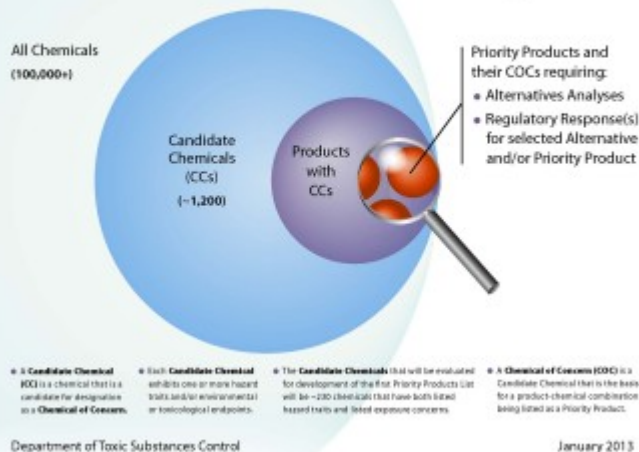 All Chemicals
(100,000+)
Candidate
Chemicals
(CCs)
(~1,200)
Products
with
CCs
Priority Products and
their COCs requiring:
• Alternatives Analyses
• Regulatory Response(s)
for selected Alternative
and/or Priority Product
• A Candidate Chemical
(CC) is a chemical that is a
candidate for designation
as a Chemical of Concern.
• Each Candidate Chemical
exhibits one or more hazard
traits and/or environmental
or toxicological endpoints.
• The Candidate Chemicals that will be evaluated
for development of the first Priority Products List
will be ~230 chemicals that have both listed
hazard traits and listed exposure concerns.
• A Chemical of Concern (COC) is a
Candidate Chemical that is the basis
for a product-chemical combination
being listed as a Priority Product.
Department of Toxic Substances Control
January 2013